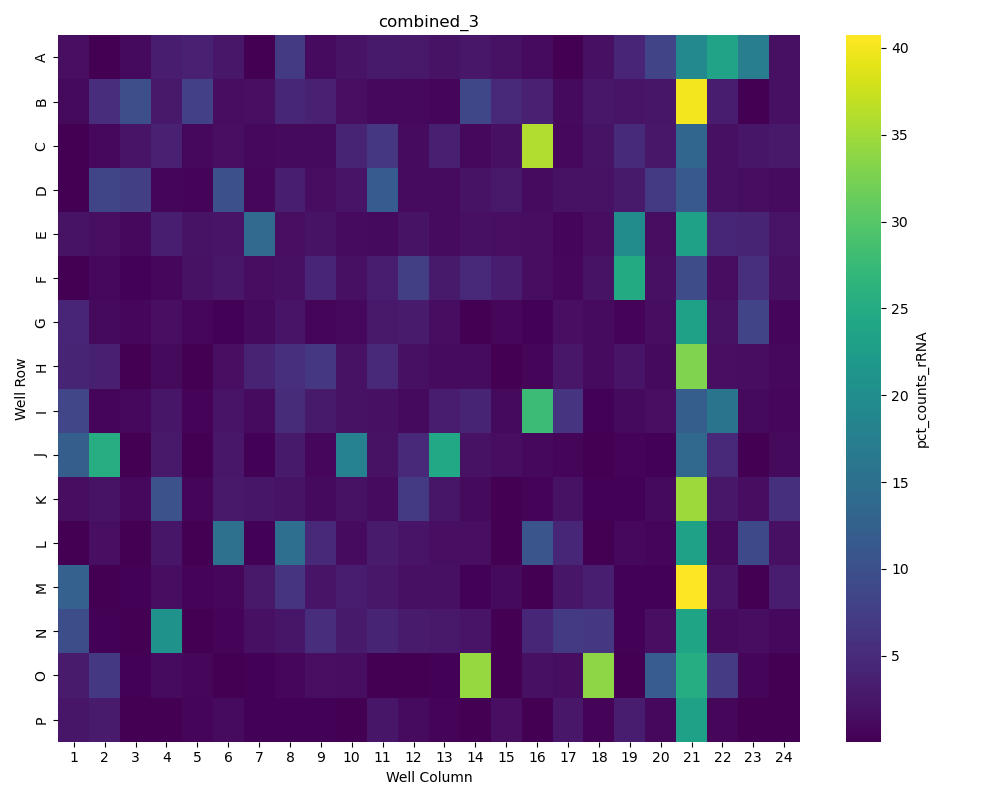 combined_3
A
B
C
D
E
F
G
H
I
J
K
L
M
N
O
P
Well Row
1 2 3 4 5 6 7 8 9 10 11 12 13 14 15 16 17 18 19 20 21 22 23 24
Well Column
40
35
30
25
20
15
10
5
pct_counts_rRNA